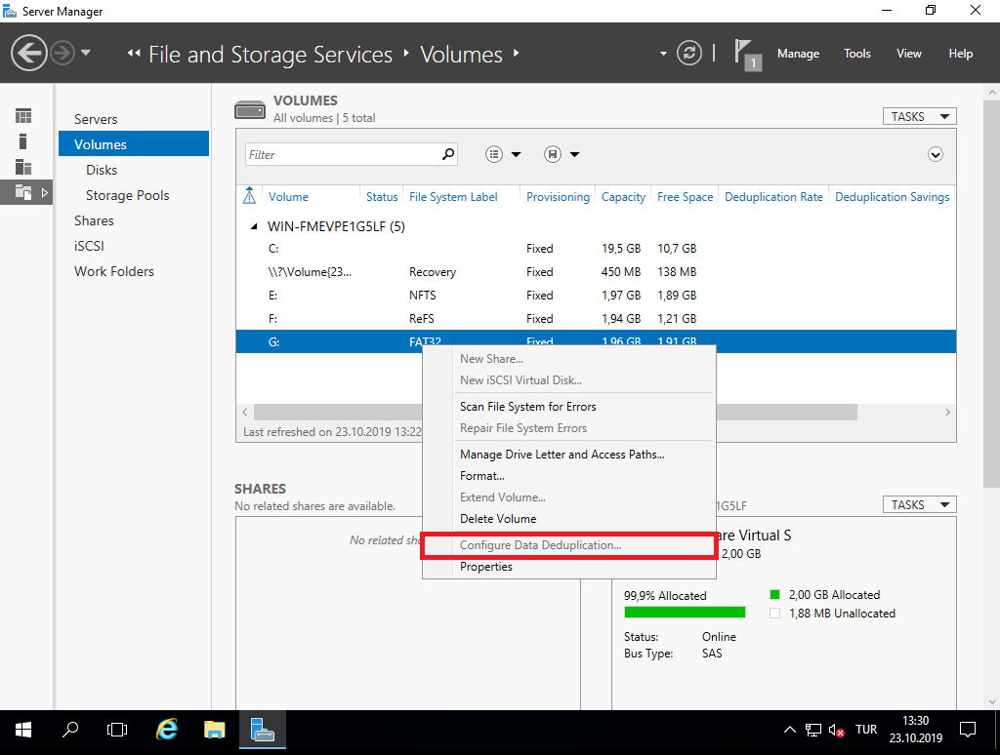 Server Manager
File and Storage Services
Volumes
1
Manage
Tools
View
Help
Servers
Volumes
Disks
Storage Pools
Shares
iSCSI
Work Folders
VOLUMES
All volumes | 5 total
TASKS
Filter
Volume Status File System Label Provisioning Capacity Free Space Deduplication Rate Deduplication Savings
WIN-FMEVPE1G5LF (5)
C: Fixed 19,5 GB 10,7 GB
\\?\Volume{23... Recovery Fixed 450 MB 138 MB
E: NFTS Fixed 1,97 GB 1,89 GB
F: ReFS Fixed 1,94 GB 1,21 GB
G: FAT32 Fixed 1,96 GB 1,91 GB
New Share...
New iSCSI Virtual Disk...
Scan File System for Errors
Repair File System Errors
Manage Drive Letter and Access Paths...
Format...
Extend Volume...
Delete Volume
Configure Data Deduplication...
Properties
Last refreshed on 23.10.2019 13:22
SHARES
No related shares are available.
TASKS
No related sha
1G5LF
are Virtual S
2,00 GB
99,9% Allocated
2,00 GB Allocated
1,88 MB Unallocated
Status: Online
Bus Type: SAS
TUR
13:30
23.10.2019